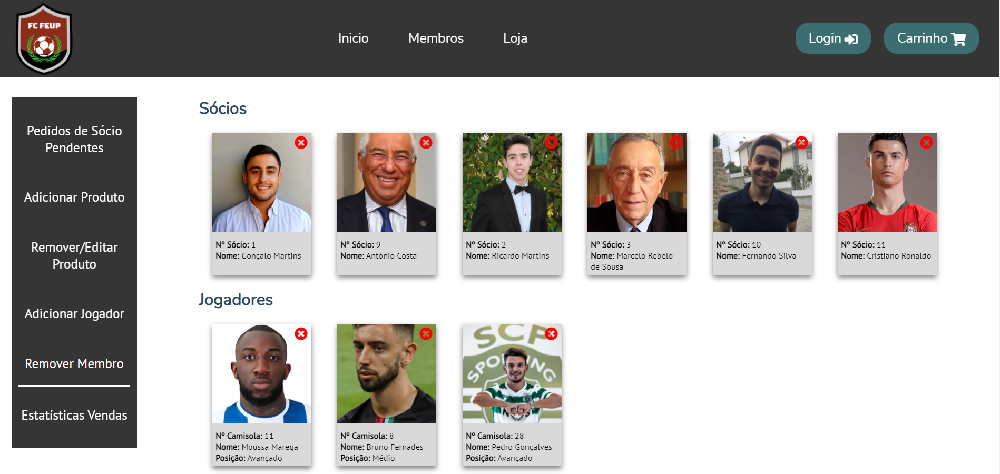 FC FEUP
Inicio
Membros
Loja
Login
Carrinho
Pedidos de Sócio
Pendentes
Adicionar Produto
Remover/Editar
Produto
Adicionar Jogador
Remover Membro
Estatísticas Vendas
Sócios
Nº Sócio: 1
Nome: Gonçalo Martins
Nº Sócio: 9
Nome: António Costa
Nº Sócio: 2
Nome: Ricardo Martins
Nº Sócio: 3
Nome: Marcelo Rebelo
de Sousa
Nº Sócio: 10
Nome: Fernando Silva
Nº Sócio: 11
Nome: Cristiano Ronaldo
Jogadores
SCP
SPORTING
Nº Camisola: 11
Nome: Moussa Marega
Posição: Avançado
Nº Camisola: 8
Nome: Bruno Fernades
Posição: Médio
Nº Camisola: 28
Nome: Pedro Gonçalves
Posição: Avançado